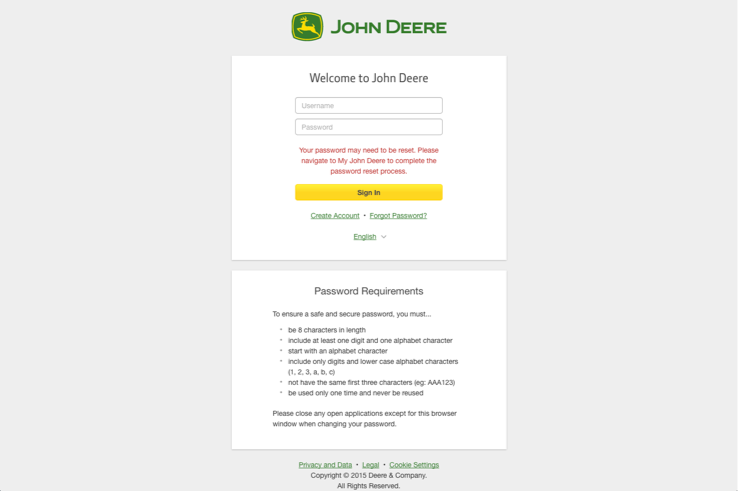 JOHN DEERE
Welcome to John Deere
Username
Password
Your password may need to be reset. Please
navigate to My John Deere to complete the
password reset process.
Sign In
Create Account • Forgot Password?
English
Password Requirements
To ensure a safe and secure password, you must...
be 8 characters in length
include at least one digit and one alphabet character
start with an alphabet character
include only digits and lower case alphabet characters
(1, 2, 3, a, b, c)
not have the same first three characters (eg: AAA123)
be used only one time and never be reused
Please close any open applications except for this browser
window when changing your password.
Privacy and Data • Legal • Cookie Settings
Copyright © 2015 Deere & Company.
All Rights Reserved.